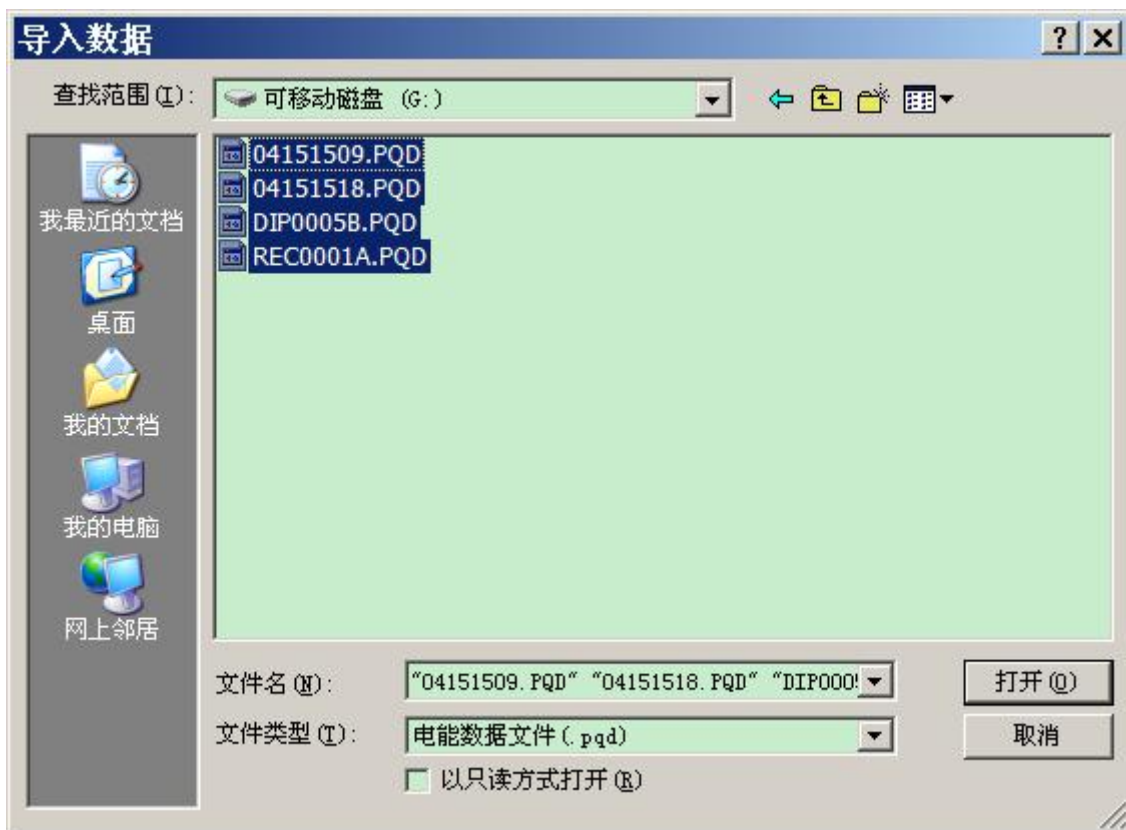 导入数据
查找范围(I):
可移动磁盘 (G:)
04151509.PQD
04151518.PQD
DIP0005B.PQD
REC0001A.PQD
我最近的文档
桌面
我的文档
我的电脑
网上邻居
文件名(N):
"04151509.PQD" "04151518.PQD" "DIP000
打开(O)
文件类型(T):
电能数据文件(.pqd)
取消
以只读方式打开(R)